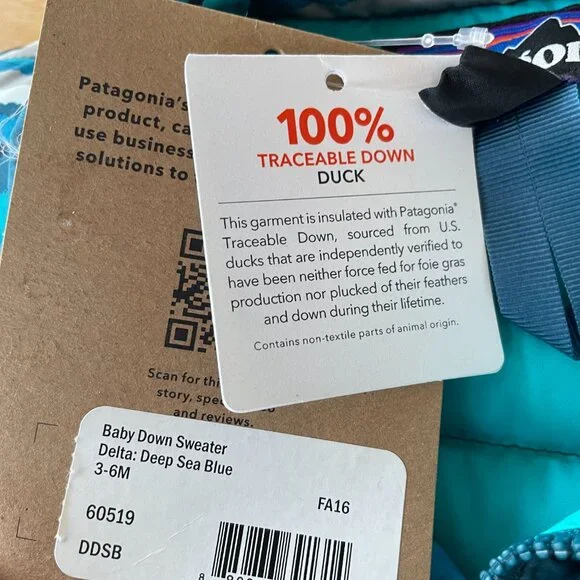 Patagonia's
product, ca
use business
solutions to
100%
TRACEABLE DOWN
DUCK
This garment is insulated with Patagonia®
Traceable Down, sourced from U.S.
ducks that are independently verified to
have been neither force fed for foie gras
production nor plucked of their feathers
and down during their lifetime.
Contains non-textile parts of animal origin.
Scan for thi
story, spec
and reviews.
Baby Down Sweater
Delta: Deep Sea Blue
3-6M
FA16
60519
DDSB